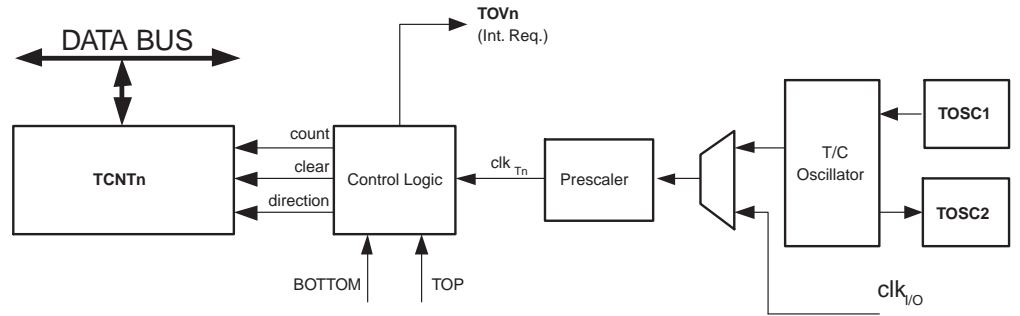 TOVn
(Int. Req.)
DATA BUS
TCNTn
count
clear
direction
Control Logic
clk Tn
Prescaler
T/C
Oscillator
TOSC1
TOSC2
BOTTOM
TOP
clk I/O